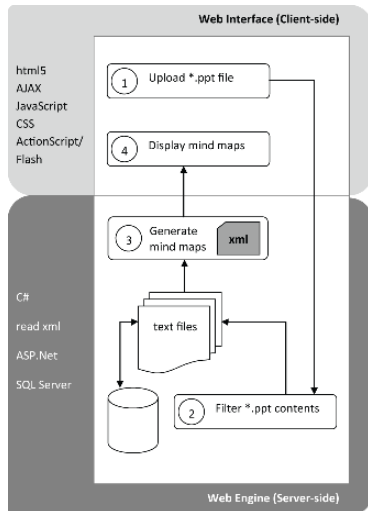 Web Interface (Client-side)
html5
AJAX
JavaScript
CSS
ActionScript/
Flash
1
Upload *.ppt file
4
Display mind maps
3
Generate
mind maps
xml
C#
read xml
ASP.Net
SQL Server
text files
2
Filter *.ppt contents
Web Engine (Server-side)